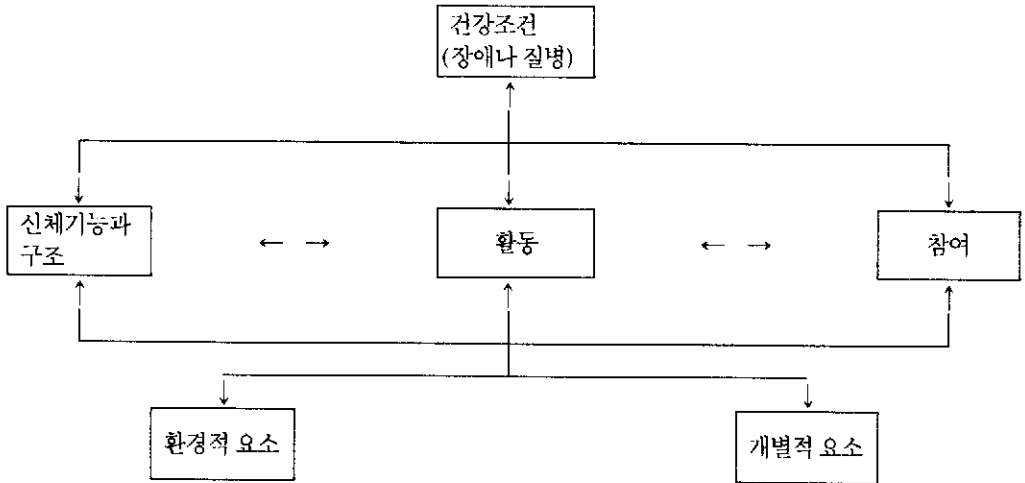 건강조건
(장애나 질병)
신체기능과
구조
활동
참여
환경적 요소
개별적 요소